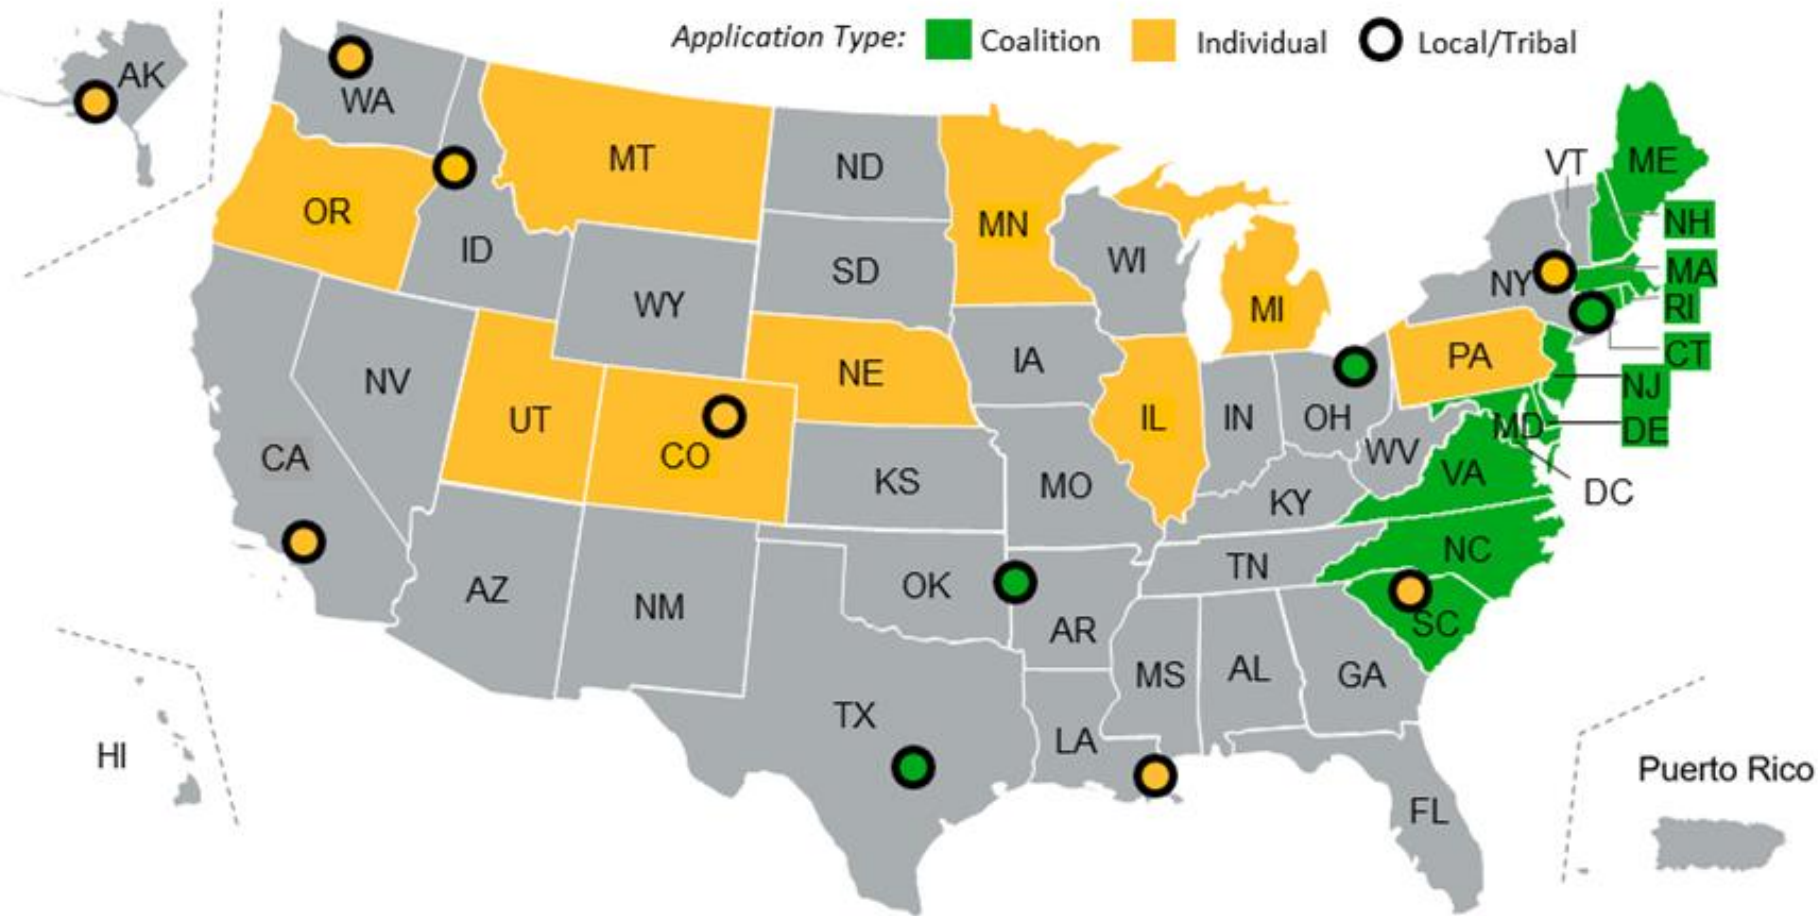 Application Type: Coalition Individual Local/Tribal
AK
WA
MT
ND
VT
ME
OR
MN
NH
ID
SD
WI
MA
NY
WY
MI
RI
CT
NV
IA
PA
NE
NJ
UT
IL
IN
OH
MD
DE
CA
CO
WV
KS
MO
VA
KY
DC
AZ
NM
OK
TN
NC
AR
SC
MS
AL
GA
TX
LA
HI
Puerto Rico
FL